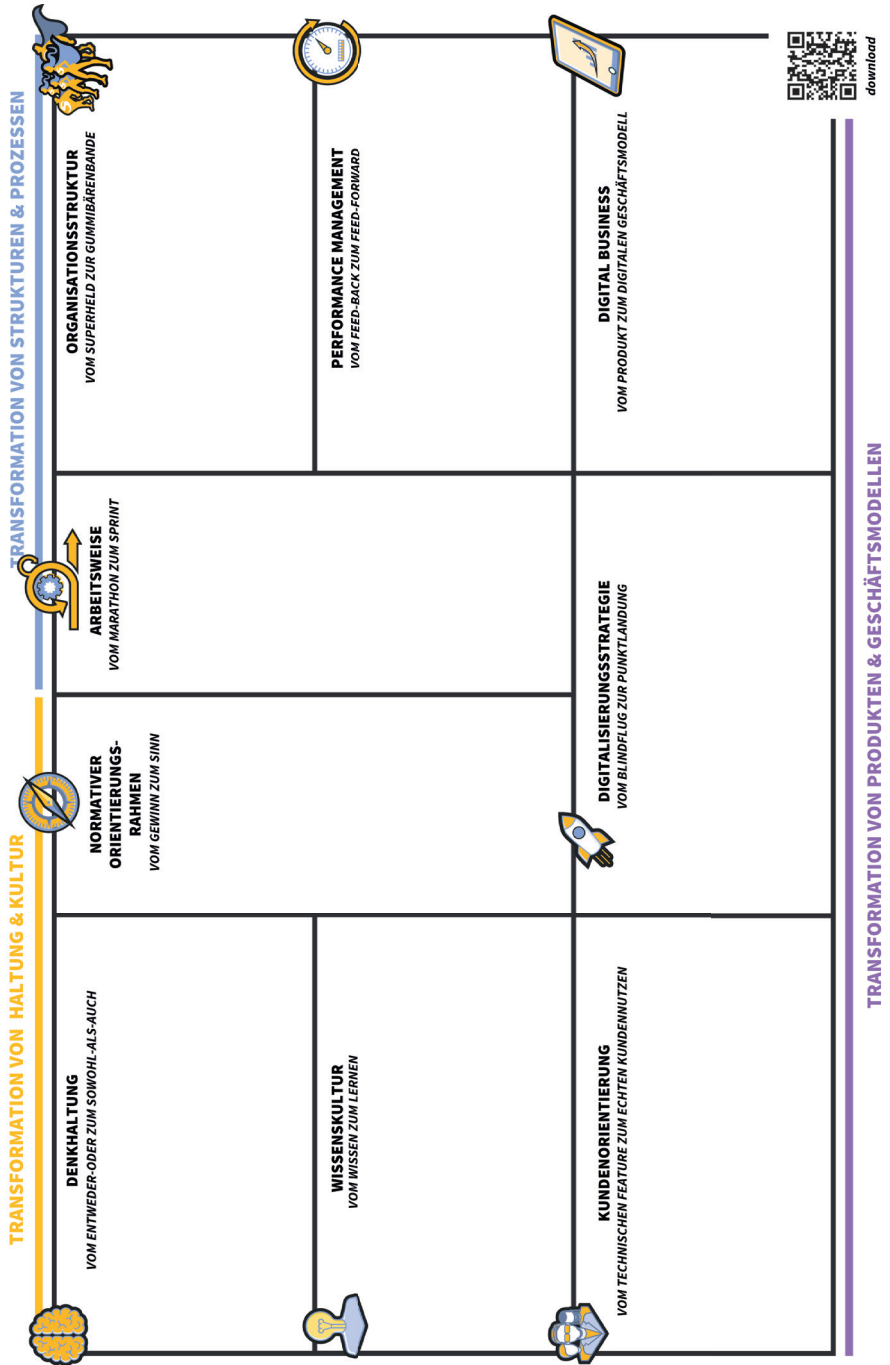 TRANSFORMATION VON HALTUNG & KULTUR
TRANSFORMATION VON STRUKTUREN & PROZESSEN
DENKHALTUNG
VOM ENTWEDER-ODER ZUM SOWOHL-ALS-AUCH
NORMATIVER
ORIENTIERUNGS-
RAHMEN
VOM GEWINN ZUM SINN
ARBEITSWEISE
VOM MARATHON ZUM SPRINT
ORGANISATIONSSTRUKTUR
VOM SUPERHELD ZUR GUMMIBÄRENBANDE
WISSENSKULTUR
VOM WISSEN ZUM LERNEN
PERFORMANCE MANAGEMENT
VOM FEED-BACK ZUM FEED-FORWARD
KUNDENORIENTIERUNG
VOM TECHNISCHEN FEATURE ZUM ECHTEN KUNDENNUTZEN
DIGITALISIERUNGSSTRATEGIE
VOM BLINDFLUG ZUR PUNKTLANDUNG
DIGITAL BUSINESS
VOM PRODUKT ZUM DIGITALEN GESCHÄFTSMODELL
TRANSFORMATION VON PRODUKTEN & GESCHÄFTSMODELLEN
download